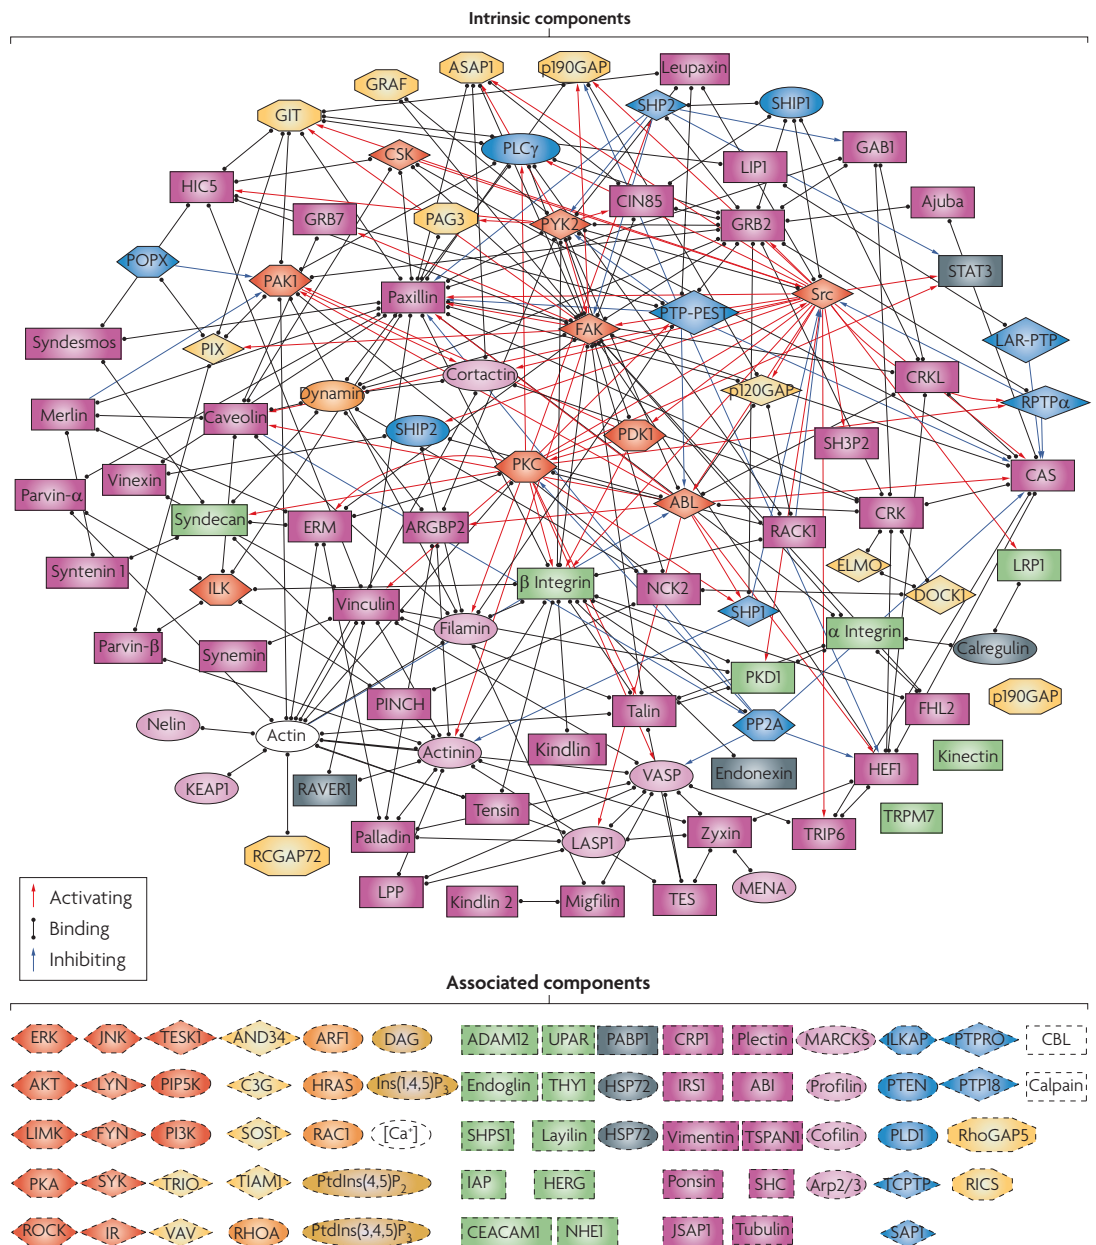 Intrinsic components
ASAP1
p190GAP
Leupaxin
GRAF
SHP2
SHIP1
GIT
CSK
PLCγ
GAB1
LIP1
HIC5
CIN85
Ajuba
GRB7
PAG3
PYK2
GRB2
POPX
STAT3
PAK1
Paxillin
Src
PTP-PEST
FAK
Syndesmos
PIX
LAR-PTP
Cortactin
CRKL
p120GAP
Dynamin
RPTPα
Merlin
Caveolin
SHIP2
PDK1
SH3P2
PKC
CAS
Vinexin
Parvin-α
ABL
Syndecan
ERM
ARGBP2
CRK
RACK1
ELMO
LRP1
Syntenin 1
ILK
β Integrin
NCK2
DOCK1
Vinculin
SHP1
Filamin
α Integrin
Parvin-β
Synemin
Calregulin
PKD1
p190GAP
PINCH
Talin
FHL2
Nelin
PP2A
Actin
Actinin
Kindlin 1
Kinectin
Endonexin
HEF1
VASP
KEAP1
RAVER1
Tensin
TRPM7
Palladin
Zyxin
TRIP6
LASP1
RCGAP72
MENA
LPP
Kindlin 2
Migfilin
TES
Activating
Binding
Inhibiting
Associated components
ERK JNK TESK1 AND34 ARF1 DAG ADAM12 UPAR PABP1 CRP1 Plectin MARCKS ILKAP PTPRO CBL
AKT LYN PIP5K C3G HRAS Ins(1,4,5)P3 Endoglin THY1 HSP72 IRS1 ABI Profilin PTEN PTP18 Calpain
LIMK FYN PI3K SOS1 RAC1 [Ca+] SHPS1 Layilin HSP72 Vimentin TSPAN1 Cofilin PLD1 RhoGAP5
PKA SYK TRIO TIAM1 PtdIns(4,5)P2 IAP HERG Ponsin SHC Arp2/3 TCPTP RICS
ROCK IR VAV RHOA PtdIns(3,4,5)P3 CEACAM1 NHE1 JSAP1 Tubulin SAP1